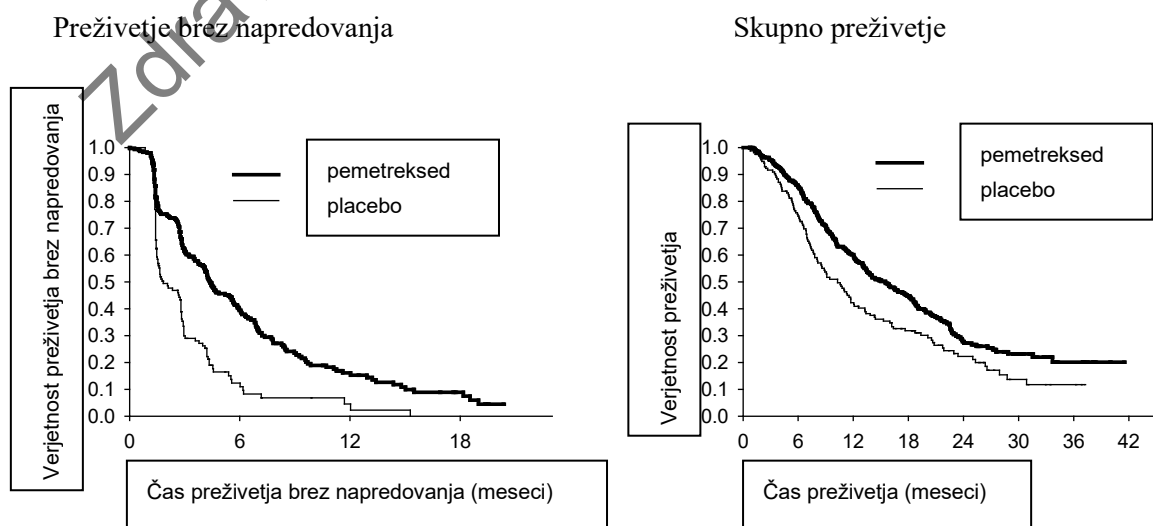 Preživetje brez napredovanja
Verjetnost preživetja brez napredovanja
1.0
0.9
0.8
0.7
0.6
0.5
0.4
0.3
0.2
0.1
0.0
pemetreksed
placebo
0 6 12 18
Čas preživetja brez napredovanja (meseci)
Skupno preživetje
Verjetnost preživetja
1.0
0.9
0.8
0.7
0.6
0.5
0.4
0.3
0.2
0.1
0.0
pemetreksed
placebo
0 6 12 18 24 30 36 42
Čas preživetja (meseci)